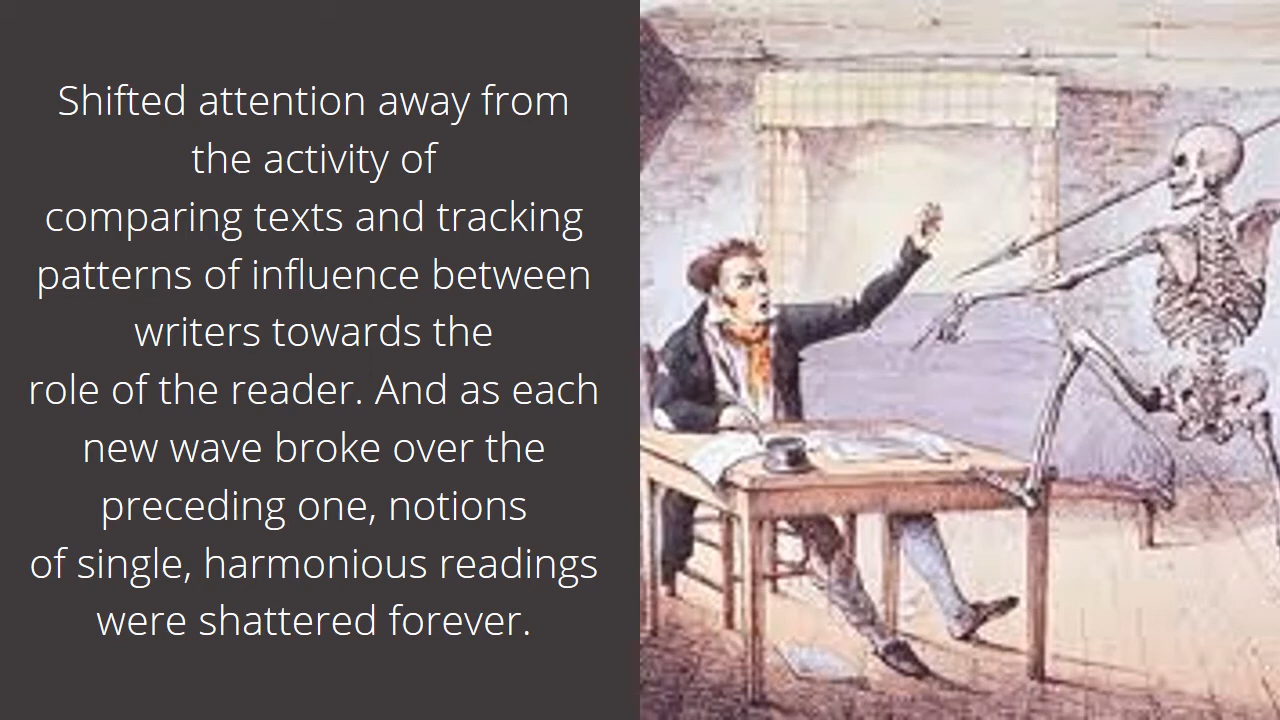 Shifted attention away from
the activity of
comparing texts and tracking
patterns of influence between
writers towards the
role of the reader. And as each
new wave broke over the
preceding one, notions
of single, harmonious readings
were shattered forever.